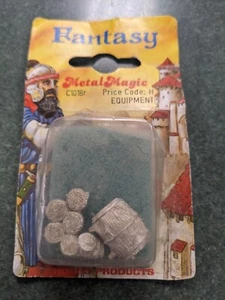 Fantasy
Metal Magic
C1018r Price Code: H
EQUIPMENT
PRODUCTS